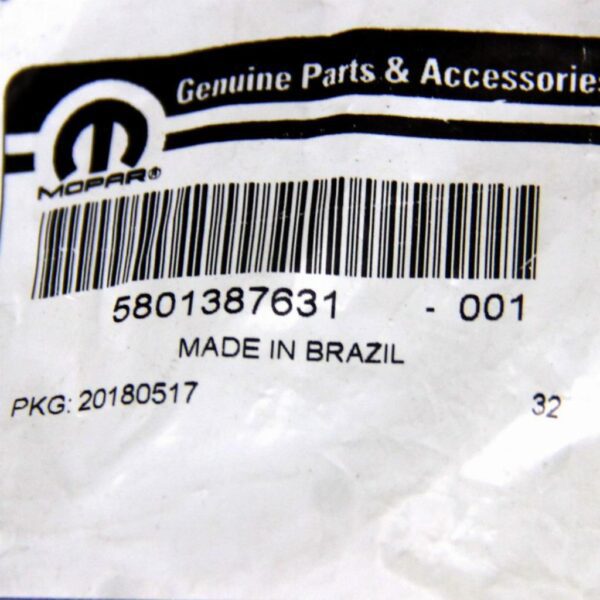 Genuine Parts & Accessories
MOPAR®
5801387631 - 001
MADE IN BRAZIL
PKG: 20180517 32